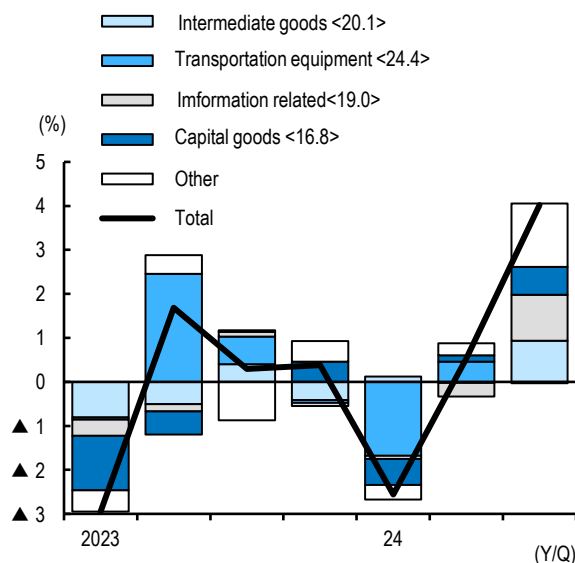 Intermediate goods <20.1>
Transportation equipment <24.4>
Imformation related<19.0>
(%)
Capital goods <16.8>
5
Other
4
Total
3
2
1
0
▲ 1
▲ 2
▲ 3
2023
24
(Y/Q)